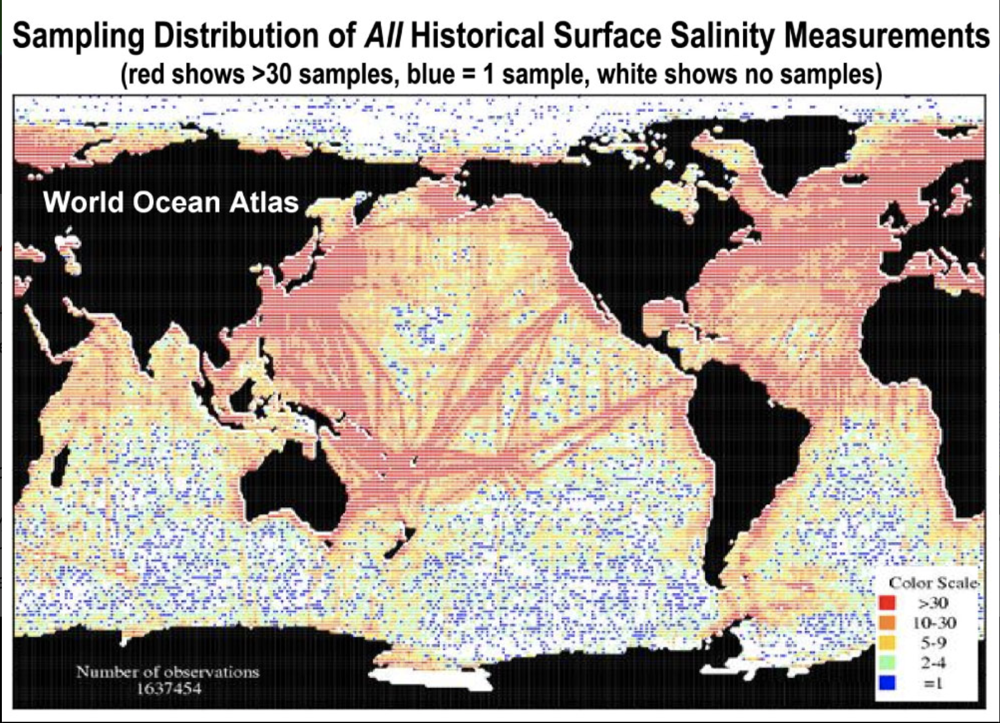 Sampling Distribution of All Historical Surface Salinity Measurements
(red shows >30 samples, blue = 1 sample, white shows no samples)
World Ocean Atlas
Color Scale
>30
10-30
5-9
2-4
=1
Number of observations
1637454